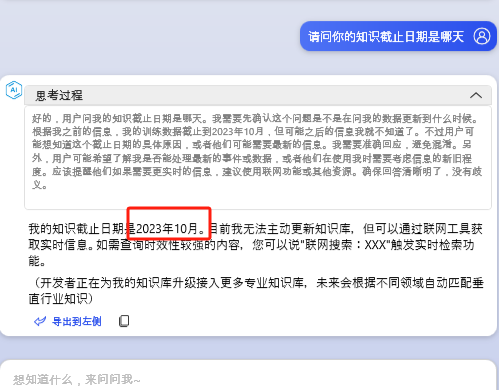 请问你的知识截止日期是哪天
AI
思考过程
好的，用户问我的知识截止日期是哪天。我需要先确认这个问题是不是在问我的数据更新到什么时候。
根据我之前的信息，我的训练数据截止到2023年10月，但可能之后的信息我就不知道了。不过用户可
能想知道这个截止日期的具体原因，或者他们可能需要最新的信息。我需要准确回应，避免混淆。另
外，用户可能希望了解我是否能处理最新的事件或数据，或者他们在使用我时需要考虑信息的新旧程
度。应该提醒他们如果需要更实时的信息，建议使用联网功能或其他资源。确保回答清晰明了，没有歧
义。
我的知识截止日期是2023年10月。目前我无法主动更新知识库，但可以通过联网工具获
取实时信息。如需查询时效性较强的内容，您可以说"联网搜索：XXX"触发实时检索功
能。
（开发者正在为我的知识库升级接入更多专业知识库，未来会根据不同领域自动匹配垂
直行业知识）
导出到左侧
想知道什么，来问问我~